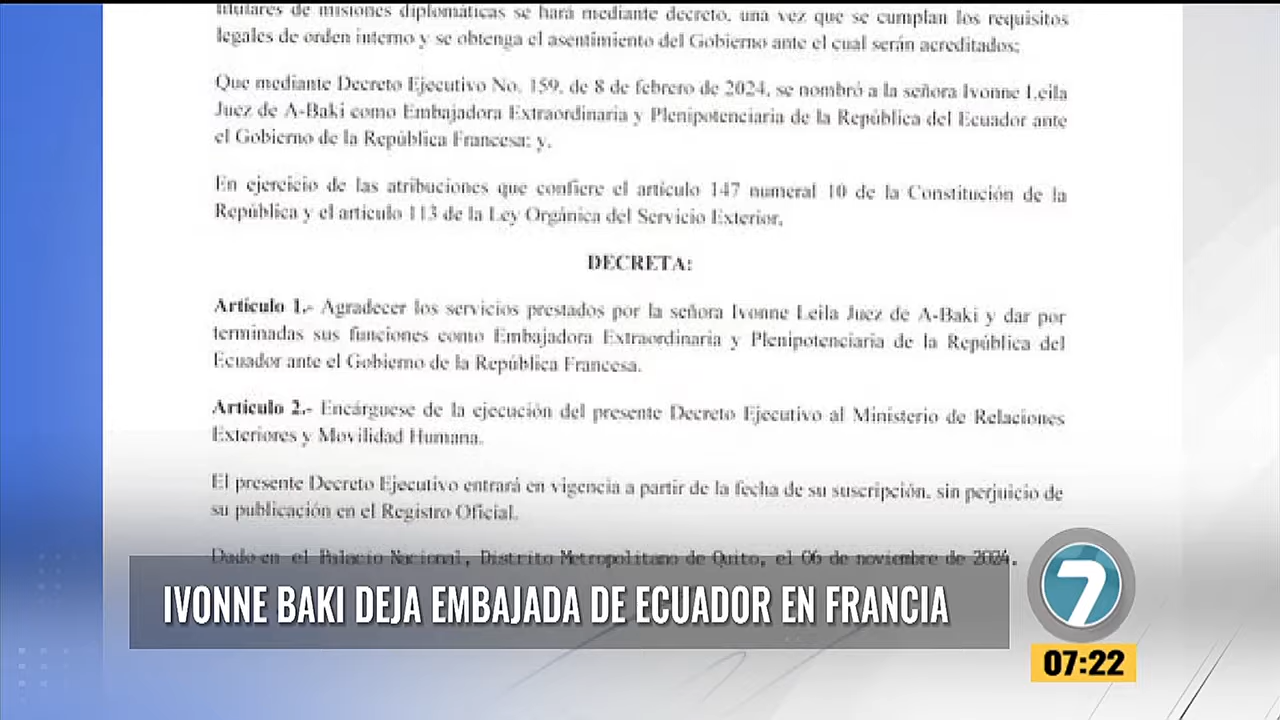 titulares de misiones diplomáticas se hará mediante decreto, una vez que se cumplan los requisitos
legales de orden interno y se obtenga el asentimiento del Gobierno ante el cual serán acreditados;
Que mediante Decreto Ejecutivo No. 159, de 8 de febrero de 2024, se nombró a la señora Ivonne Leila
Juez de A-Baki como Embajadora Extraordinaria y Plenipotenciaria de la República del Ecuador ante
el Gobierno de la República Francesa; y,
En ejercicio de las atribuciones que confiere el artículo 147 numeral 10 de la Constitución de la
República y el artículo 113 de la Ley Orgánica del Servicio Exterior,
DECRETA:
Artículo 1.- Agradecer los servicios prestados por la señora Ivonne Leila Juez de A-Baki y dar por
terminadas sus funciones como Embajadora Extraordinaria y Plenipotenciaria de la República del
Ecuador ante el Gobierno de la República Francesa.
Artículo 2.- Encárguese de la ejecución del presente Decreto Ejecutivo al Ministerio de Relaciones
Exteriores y Movilidad Humana.
El presente Decreto Ejecutivo entrará en vigencia a partir de la fecha de su suscripción, sin perjuicio de
su publicación en el Registro Oficial.
Dado en el Palacio Nacional, Distrito Metropolitano de Quito, el 06 de noviembre de 2024.
IVONNE BAKI DEJA EMBAJADA DE ECUADOR EN FRANCIA
7
07:22